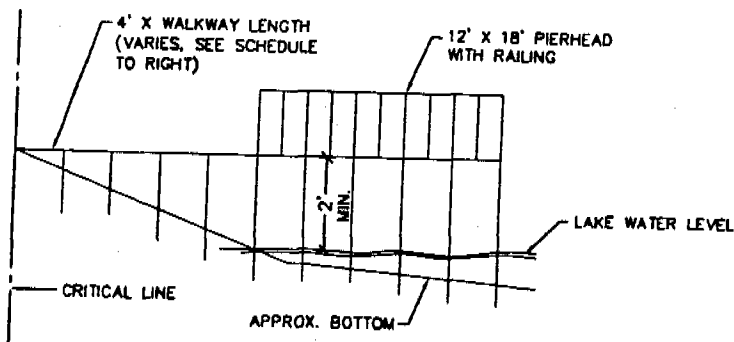 4' X WALKWAY LENGTH
(VARIES, SEE SCHEDULE
TO RIGHT)
12' X 18' PIERHEAD
WITH RAILING
2'
MIN.
LAKE WATER LEVEL
CRITICAL LINE
APPROX. BOTTOM